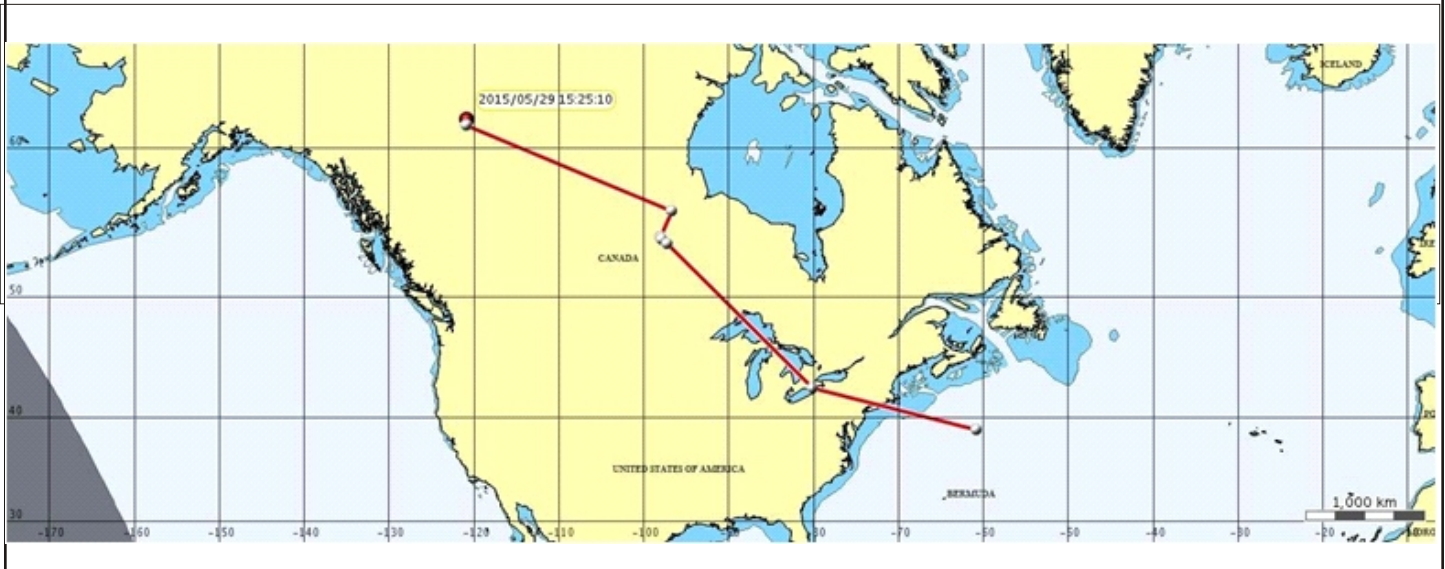 ICELAND
2015/05/29 15:25:10
60
CANADA
50
40
UNITED STATES OF AMERICA
BERMUDA
1,000 km
30
-170 -160 -150 -140 -130 -120 -110 -100 -90 -80 -70 -60 -50 -40 -30 -20